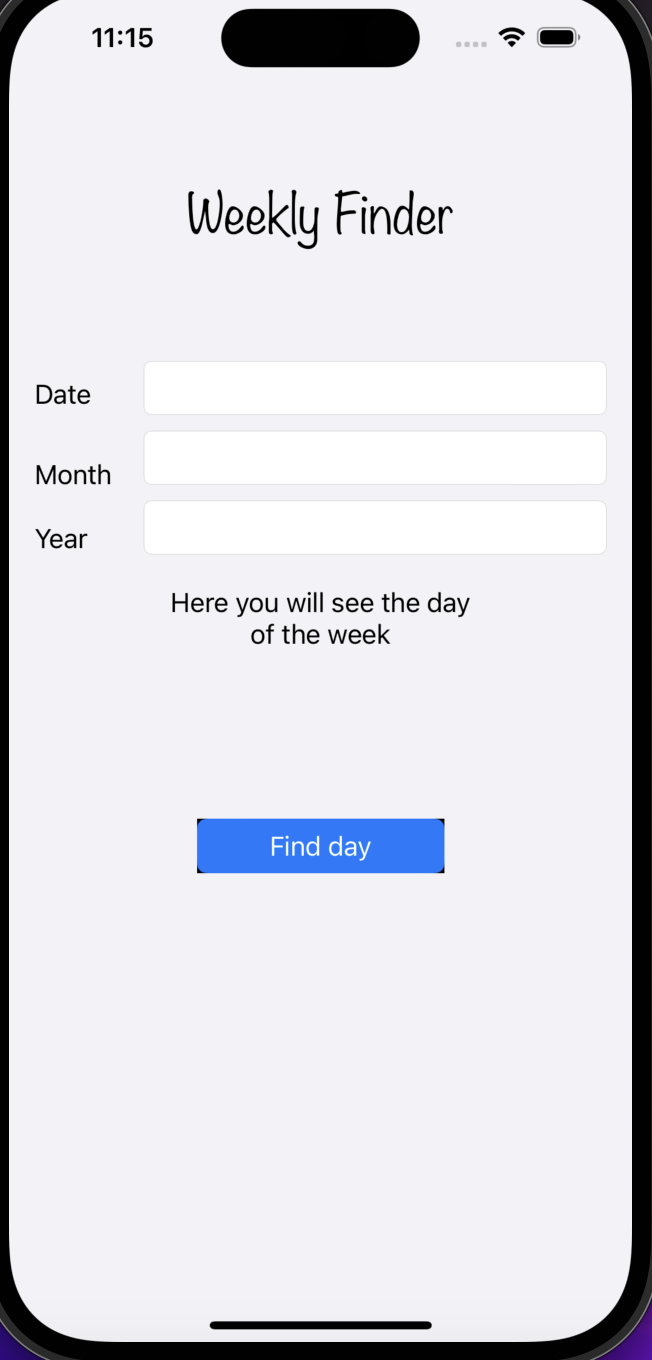 11:15
Weekly Finder
Date
Month
Year
Here you will see the day
of the week
Find day